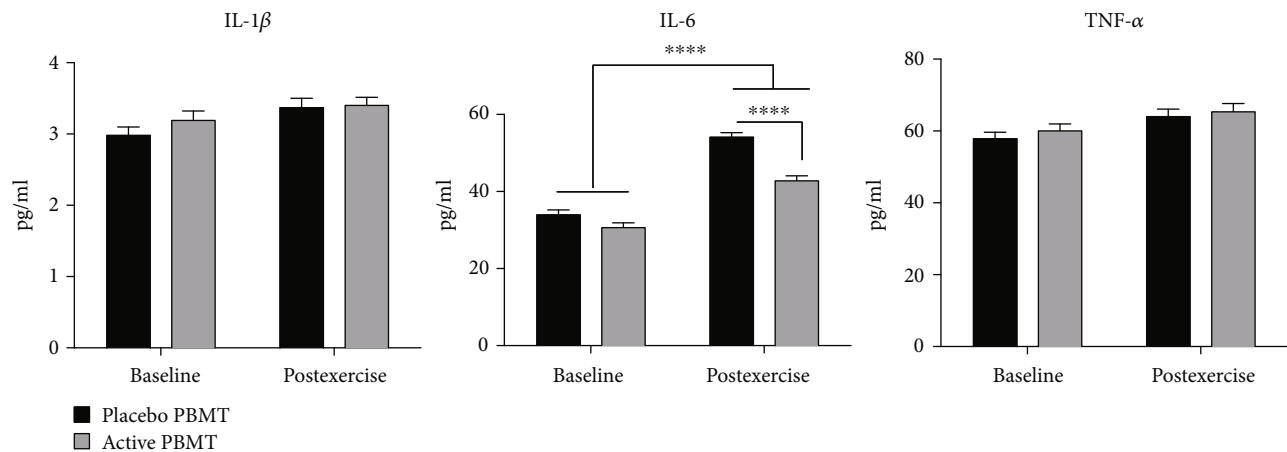 IL-1β
pg/ml
4
3
2
1
0
Baseline
Postexercise
Placebo PBMT
Active PBMT
IL-6
pg/ml
60
40
20
0
****
****
Baseline
Postexercise
TNF-α
pg/ml
80
60
40
20
0
Baseline
Postexercise